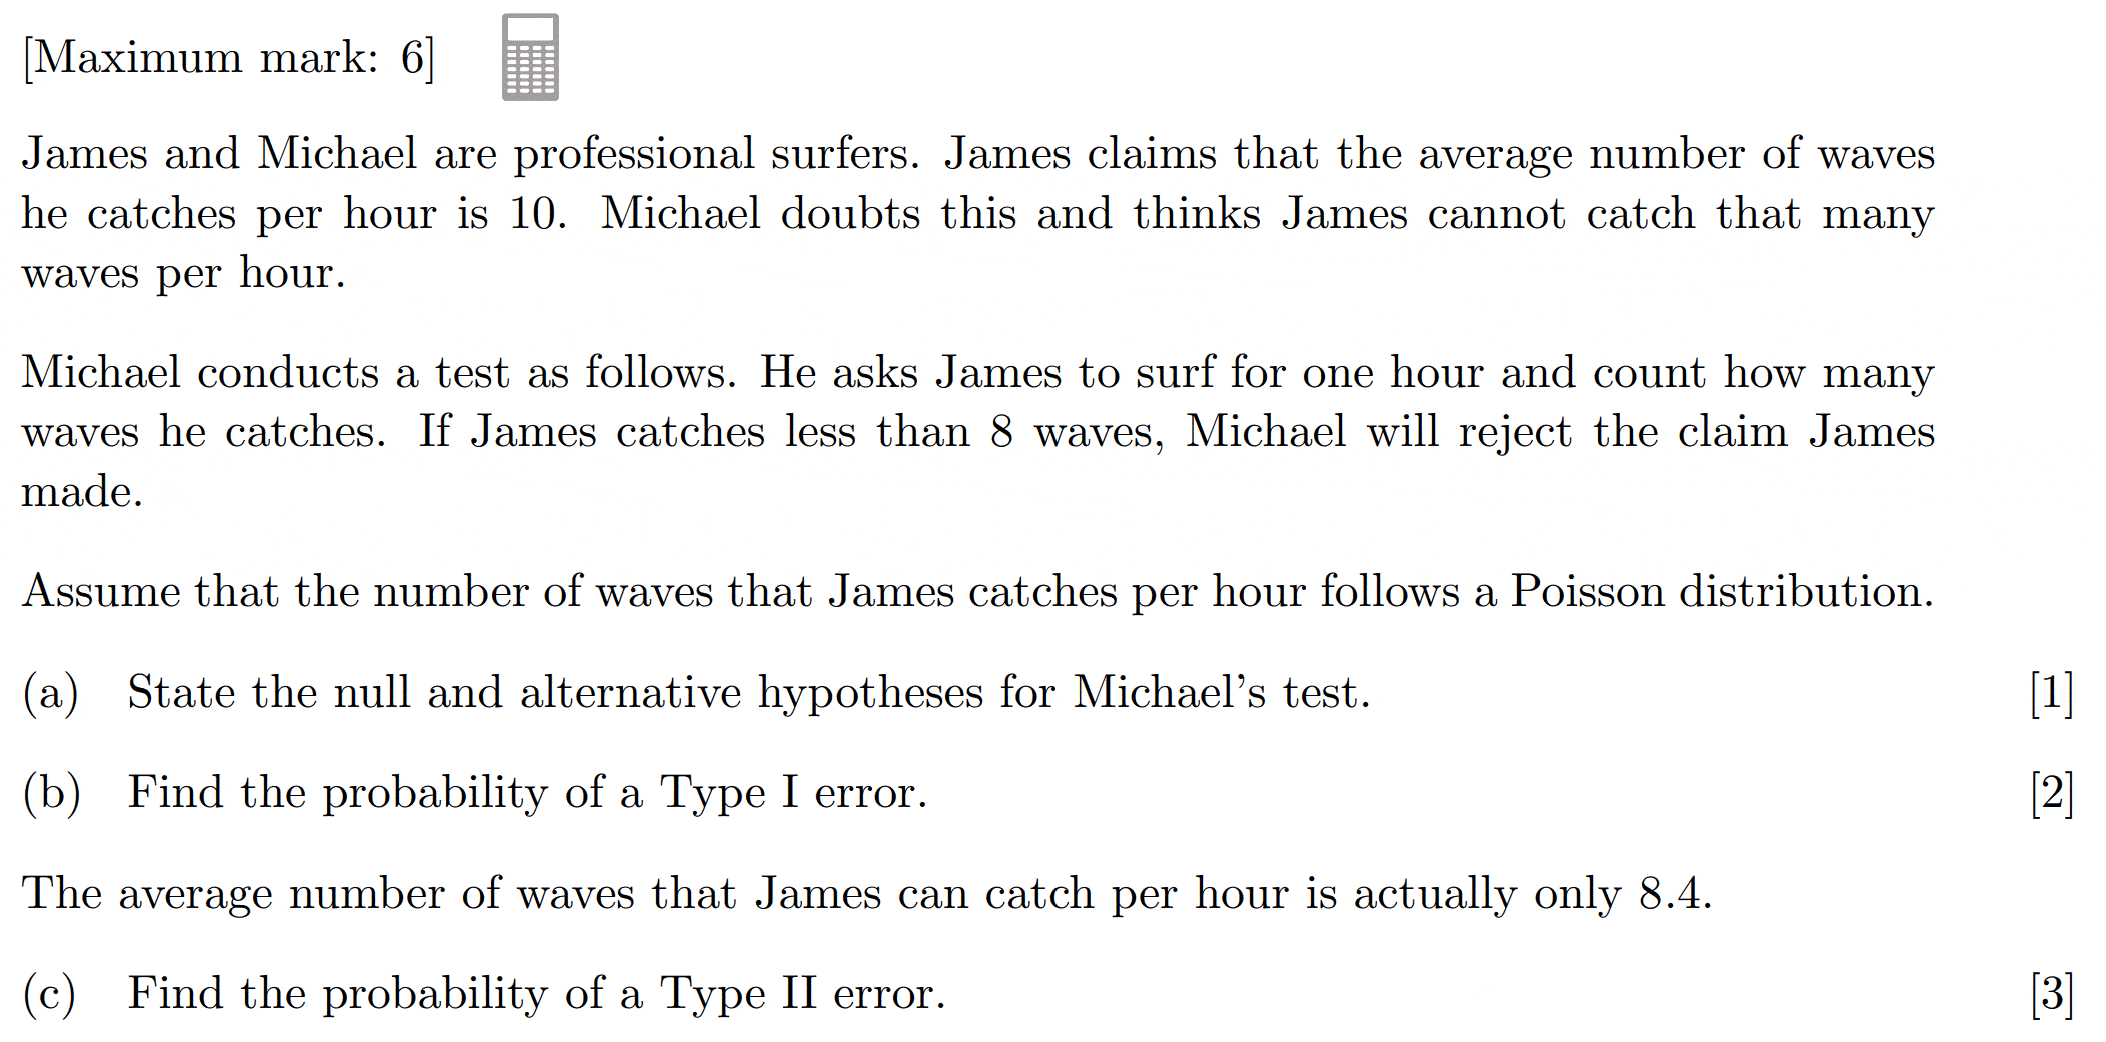 [Maximum mark: 6]
James and Michael are professional surfers. James claims that the average number of waves
he catches per hour is 10. Michael doubts this and thinks James cannot catch that many
waves per hour.
Michael conducts a test as follows. He asks James to surf for one hour and count how many
waves he catches. If James catches less than 8 waves, Michael will reject the claim James
made.
Assume that the number of waves that James catches per hour follows a Poisson distribution.
(a) State the null and alternative hypotheses for Michael's test. [1]
(b) Find the probability of a Type I error. [2]
The average number of waves that James can catch per hour is actually only 8.4.
(c) Find the probability of a Type II error. [3]